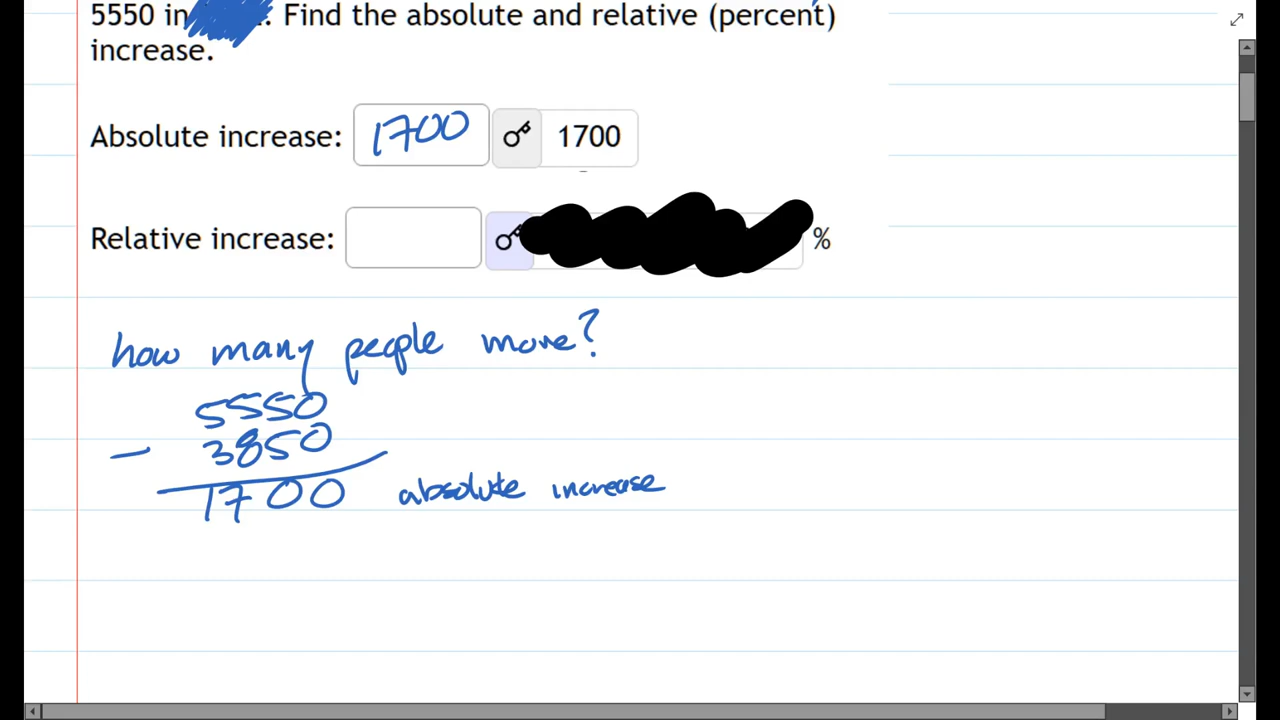 5550 in . Find the absolute and relative (percent)
increase.
Absolute increase: 1700 1700
Relative increase: %
how many people more?
5550
- 3850
1700 absolute increase